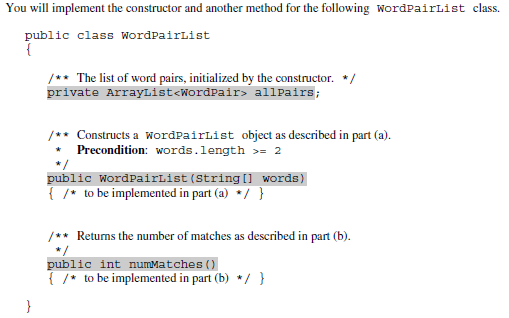 You will implement the constructor and another method for the following WordPairList class.
public class WordPairList
{
/** The list of word pairs, initialized by the constructor. */
private ArrayList<WordPair> allPairs;
/** Constructs a WordPairList object as described in part (a).
* Precondition: words.length >= 2
*/
public WordPairList(String[] words)
{ /* to be implemented in part (a) */ }
/** Returns the number of matches as described in part (b).
*/
public int numMatches()
{ /* to be implemented in part (b) */ }
}